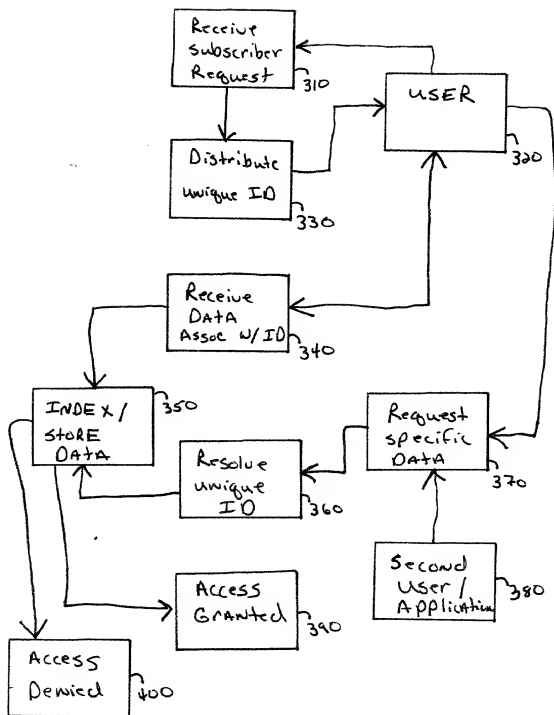 Receive
Subscriber
Request
310
USER
320
Distribute
unique ID
330
Receive
DATA
Assoc W/ID
340
INDEX/
STORE
DATA
350
Resolve
unique
ID
360
Request
Specific
DATA
370
Second
User/
Application
380
Access
Granted
390
Access
Denied
400